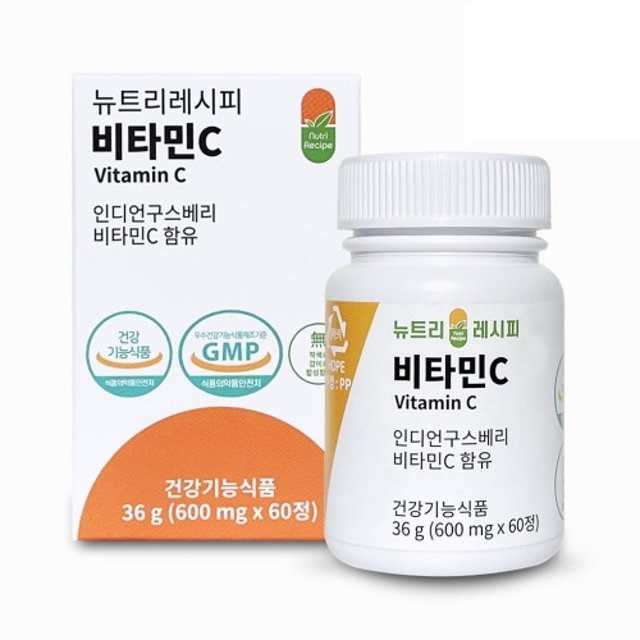 뉴트리레시피
비타민C
Vitamin C
Nutri
Recipe
인디언구스베리
비타민C 함유
건강
기능식품
식품의약품안전처
우수건강기능식품제조기준
GMP
식품의약품안전처
無
건강기능식품
36 g (600 mg x 60정)
뉴트리 레시피
Nutri
Recipe
비타민C
Vitamin C
인디언구스베리
비타민C 함유
건강기능식품
36 g (600 mg x 60정)
HDPE
: PP